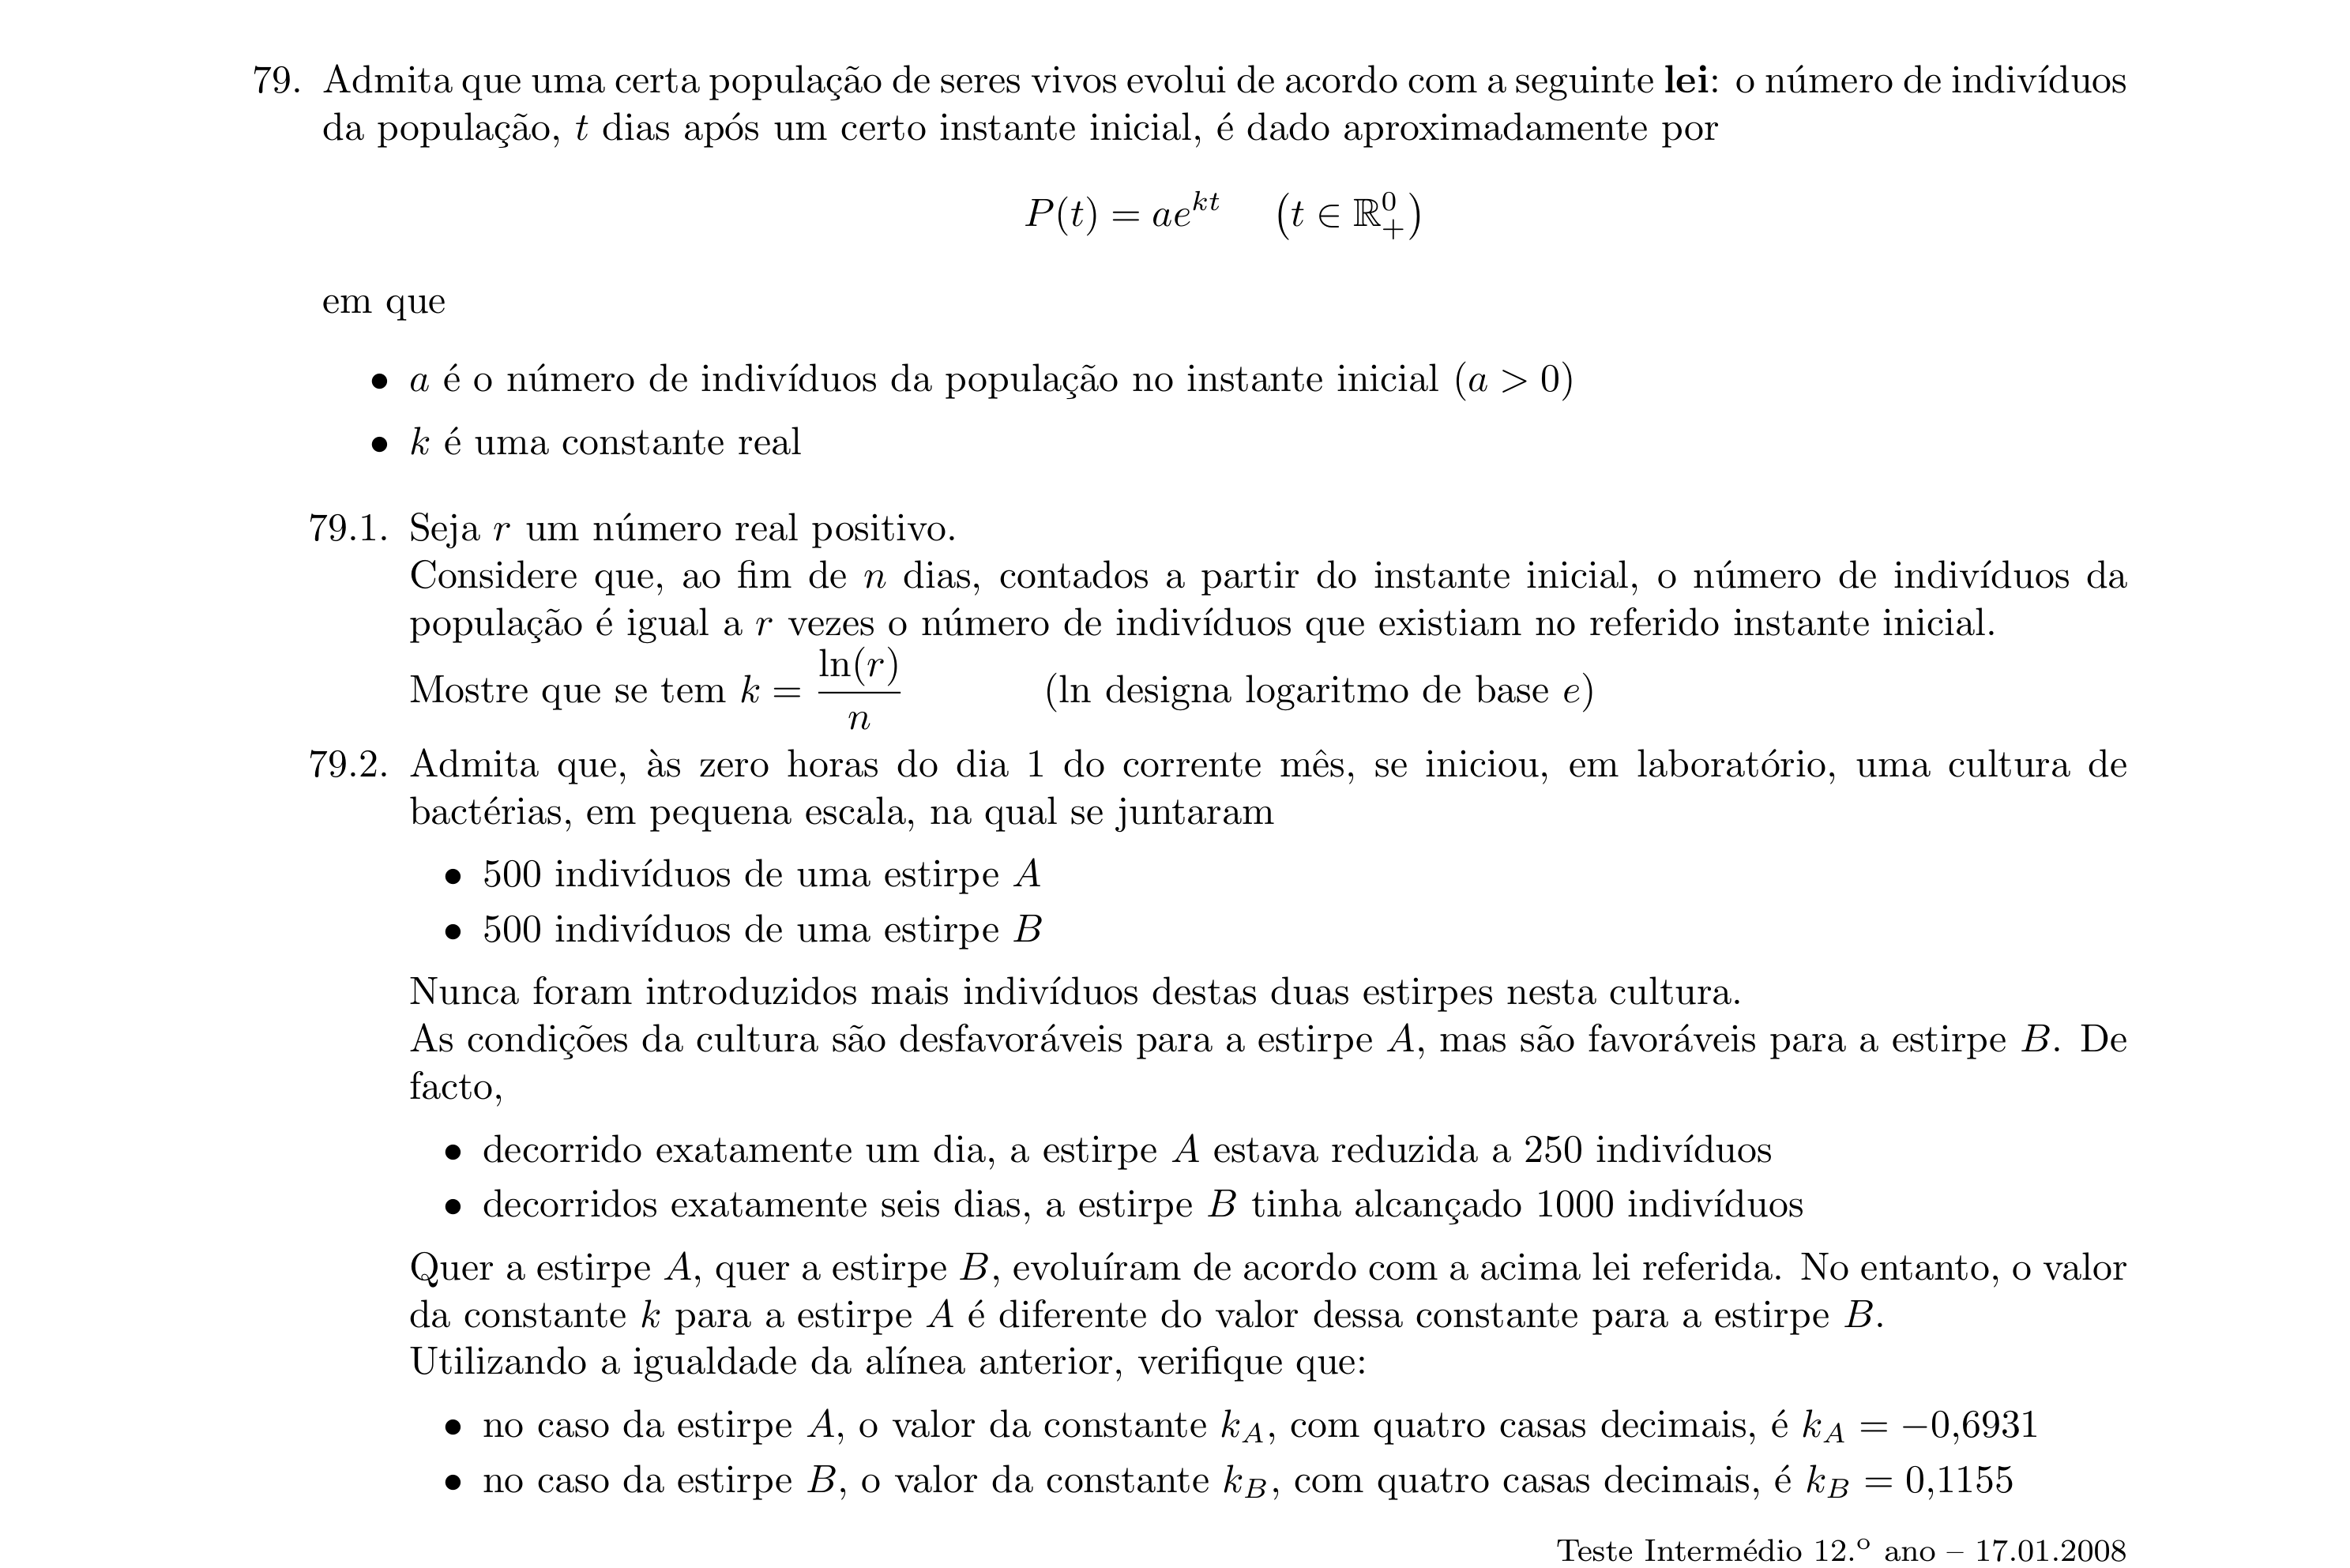 79. Admita que uma certa população de seres vivos evolui de acordo com a seguinte lei: o número de indivíduos
da população, t dias após um certo instante inicial, é dado aproximadamente por
P(t) = ae^{kt} (t ∈ ℝ_+^0)
em que
• a é o número de indivíduos da população no instante inicial (a > 0)
• k é uma constante real
79.1. Seja r um número real positivo.
Considere que, ao fim de n dias, contados a partir do instante inicial, o número de indivíduos da
população é igual a r vezes o número de indivíduos que existiam no referido instante inicial.
Mostre que se tem k = \frac{ln(r)}{n} (ln designa logaritmo de base e)
79.2. Admita que, às zero horas do dia 1 do corrente mês, se iniciou, em laboratório, uma cultura de
bactérias, em pequena escala, na qual se juntaram
• 500 indivíduos de uma estirpe A
• 500 indivíduos de uma estirpe B
Nunca foram introduzidos mais indivíduos destas duas estirpes nesta cultura.
As condições da cultura são desfavoráveis para a estirpe A, mas são favoráveis para a estirpe B. De
facto,
• decorrido exatamente um dia, a estirpe A estava reduzida a 250 indivíduos
• decorridos exatamente seis dias, a estirpe B tinha alcançado 1000 indivíduos
Quer a estirpe A, quer a estirpe B, evoluíram de acordo com a acima lei referida. No entanto, o valor
da constante k para a estirpe A é diferente do valor dessa constante para a estirpe B.
Utilizando a igualdade da alínea anterior, verifique que:
• no caso da estirpe A, o valor da constante k_A, com quatro casas decimais, é k_A = −0,6931
• no caso da estirpe B, o valor da constante k_B, com quatro casas decimais, é k_B = 0,1155
Teste Intermédio 12.º ano – 17.01.2008